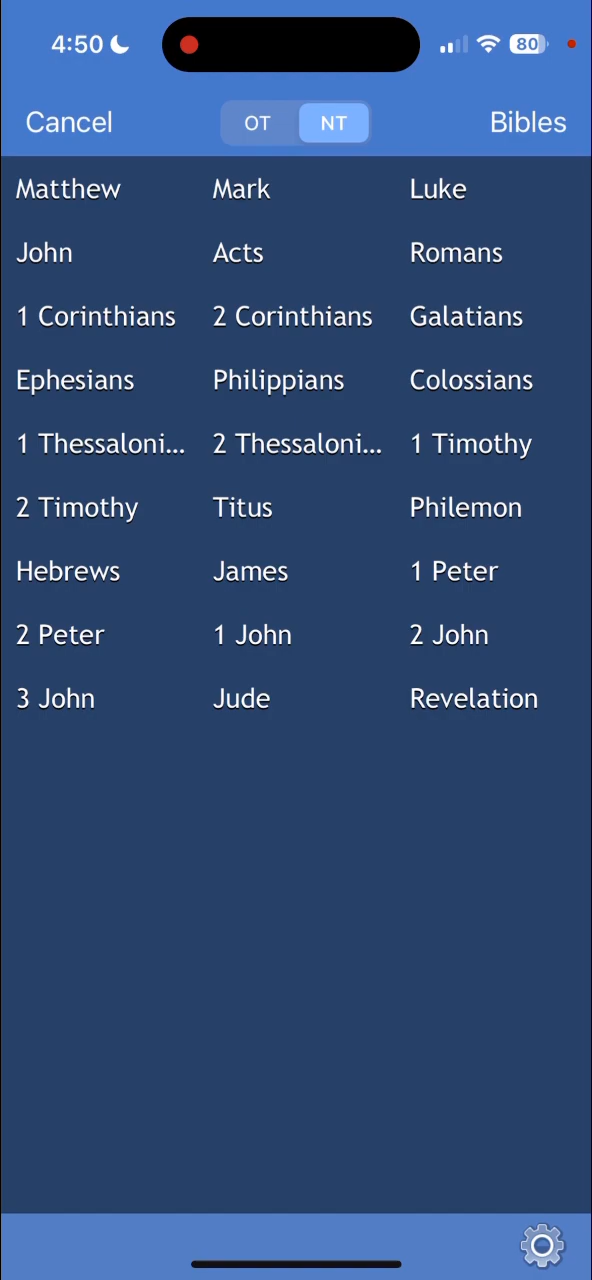 4:50 80
Cancel OT NT Bibles
Matthew Mark Luke
John Acts Romans
1 Corinthians 2 Corinthians Galatians
Ephesians Philippians Colossians
1 Thessaloni... 2 Thessaloni... 1 Timothy
2 Timothy Titus Philemon
Hebrews James 1 Peter
2 Peter 1 John 2 John
3 John Jude Revelation